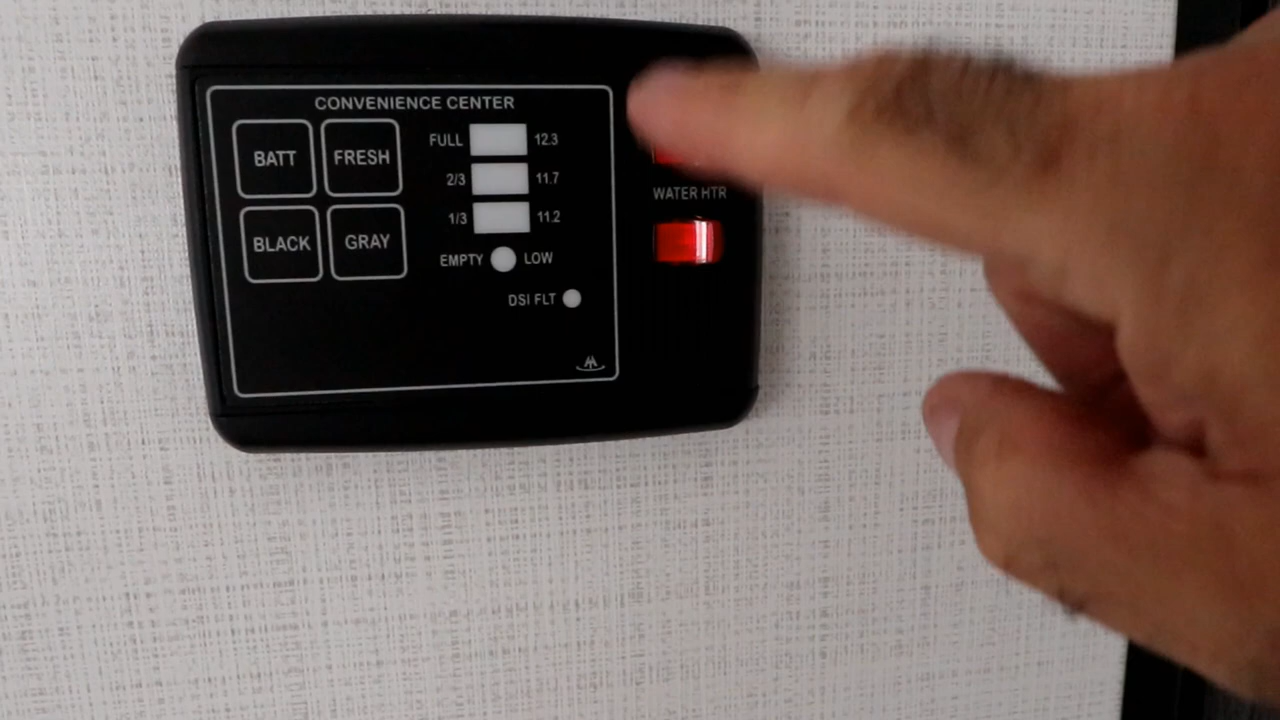 CONVENIENCE CENTER
BATT FRESH
BLACK GRAY
FULL 12.3
2/3 11.7
1/3 11.2
EMPTY LOW
DSI FLT
WATER HTR